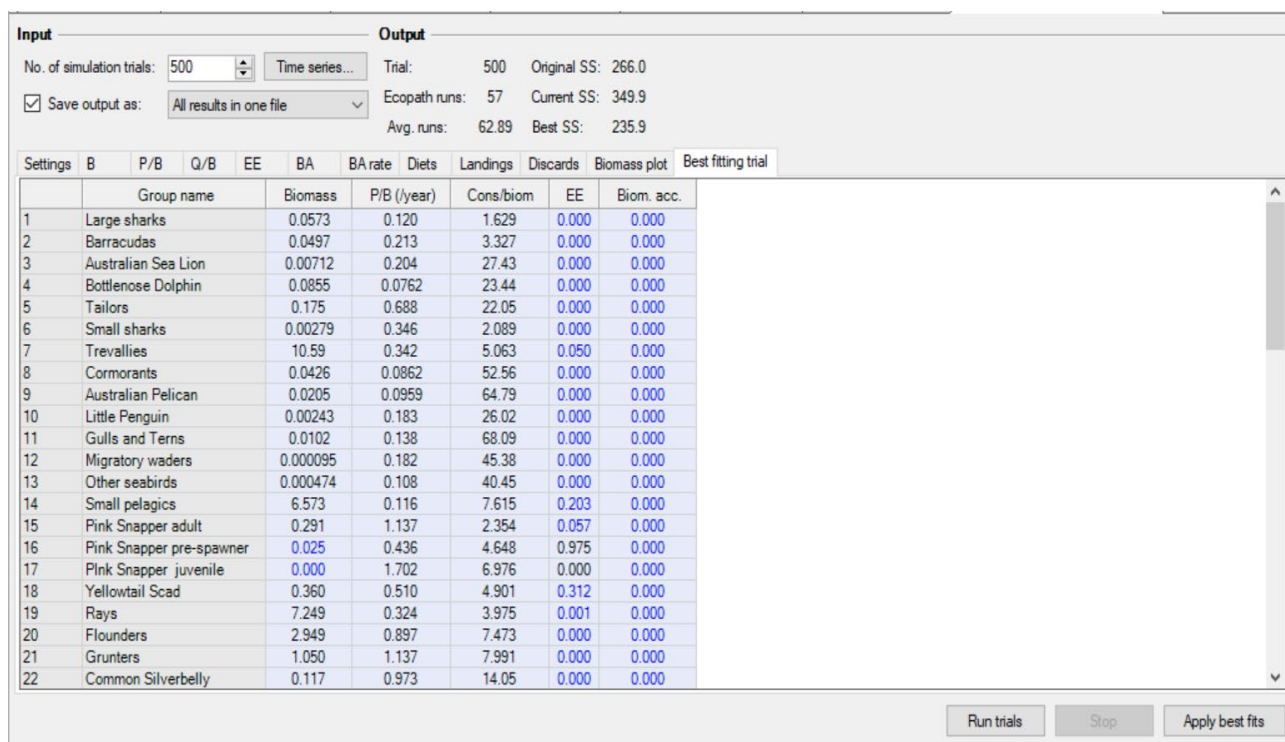 Input Output
No. of simulation trials: 500 Time series... Trial: 500 Original SS: 266.0
Save output as: All results in one file Ecopath runs: 57 Current SS: 349.9
Avg. runs: 62.89 Best SS: 235.9
Settings B P/B Q/B EE BA BA rate Diets Landings Discards Biomass plot Best fitting trial
Group name Biomass P/B (/year) Cons/biom EE Biom. acc.
1 Large sharks 0.0573 0.120 1.629 0.000 0.000
2 Barracudas 0.0497 0.213 3.327 0.000 0.000
3 Australian Sea Lion 0.00712 0.204 27.43 0.000 0.000
4 Bottlenose Dolphin 0.0855 0.0762 23.44 0.000 0.000
5 Tailors 0.175 0.688 22.05 0.000 0.000
6 Small sharks 0.00279 0.346 2.089 0.000 0.000
7 Trevallies 10.59 0.342 5.063 0.050 0.000
8 Cormorants 0.0426 0.0862 52.56 0.000 0.000
9 Australian Pelican 0.0205 0.0959 64.79 0.000 0.000
10 Little Penguin 0.00243 0.183 26.02 0.000 0.000
11 Gulls and Terns 0.0102 0.138 68.09 0.000 0.000
12 Migratory waders 0.000095 0.182 45.38 0.000 0.000
13 Other seabirds 0.000474 0.108 40.45 0.000 0.000
14 Small pelagics 6.573 0.116 7.615 0.203 0.000
15 Pink Snapper adult 0.291 1.137 2.354 0.057 0.000
16 Pink Snapper pre-spawner 0.025 0.436 4.648 0.975 0.000
17 PInk Snapper juvenile 0.000 1.702 6.976 0.000 0.000
18 Yellowtail Scad 0.360 0.510 4.901 0.312 0.000
19 Rays 7.249 0.324 3.975 0.001 0.000
20 Flounders 2.949 0.897 7.473 0.000 0.000
21 Grunters 1.050 1.137 7.991 0.000 0.000
22 Common Silverbelly 0.117 0.973 14.05 0.000 0.000
Run trials Stop Apply best fits